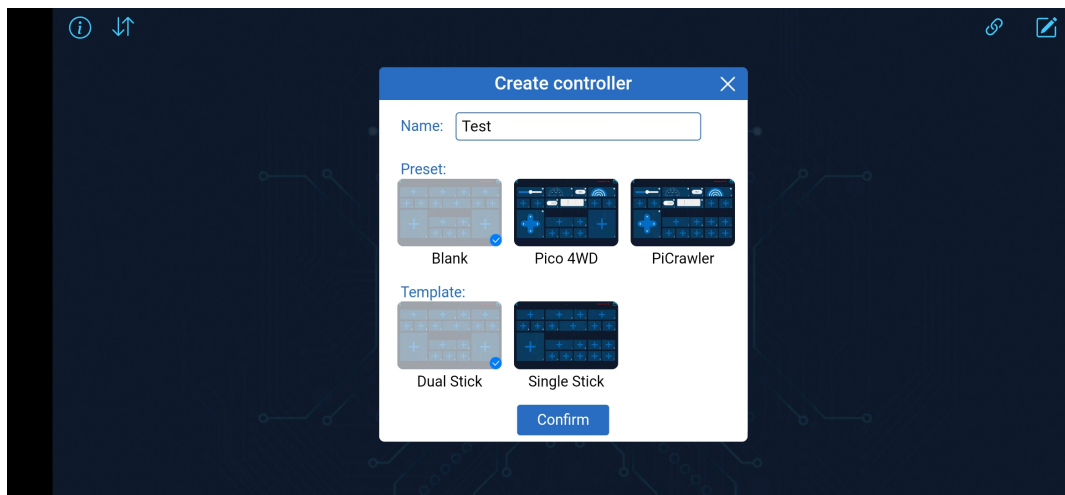 Create controller
Name: Test
Preset:
Blank Pico 4WD PiCrawler
Template:
Dual Stick Single Stick
Confirm